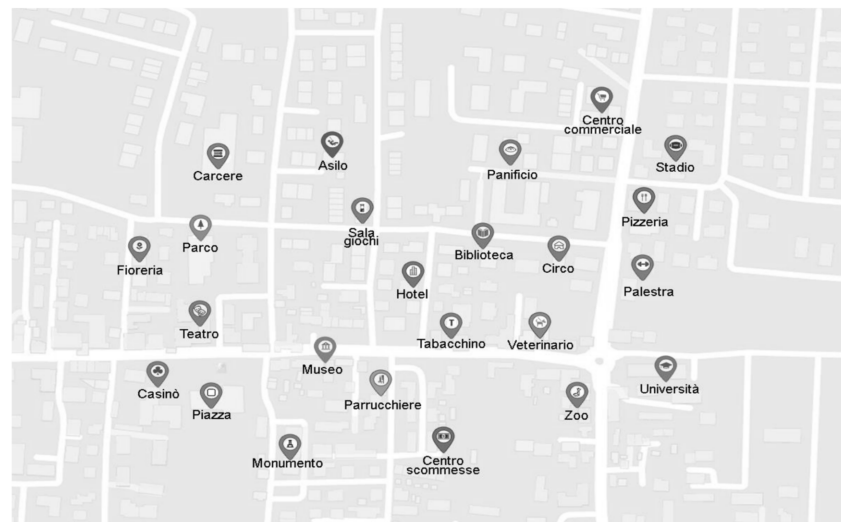 Centro
commerciale
Carcere
Asilo
Panificio
Stadio
Pizzeria
Parco
Sala
giochi
Fioreria
Biblioteca
Circo
Hotel
Palestra
Teatro
Tabacchino
Veterinario
Museo
Casinò
Piazza
Parrucchiere
Zoo
Università
Monumento
Centro
scommesse